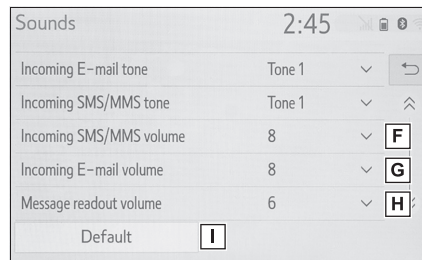 Sounds 2:45
Incoming E-mail tone Tone 1
Incoming SMS/MMS tone Tone 1
Incoming SMS/MMS volume 8 F
Incoming E-mail volume 8 G
Message readout volume 6 H
Default I